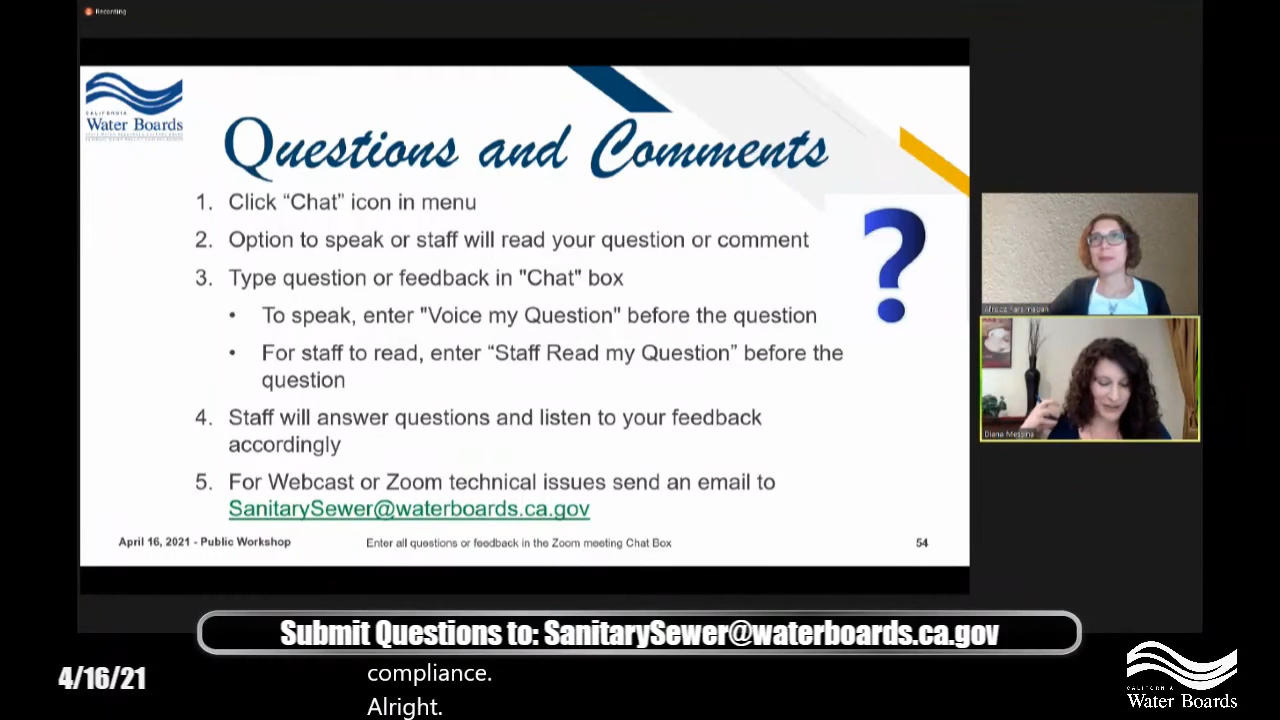 Recording
CALIFORNIA
Water Boards
Questions and Comments
1. Click “Chat” icon in menu
2. Option to speak or staff will read your question or comment
3. Type question or feedback in "Chat" box
• To speak, enter "Voice my Question" before the question
• For staff to read, enter “Staff Read my Question” before the
question
4. Staff will answer questions and listen to your feedback
accordingly
5. For Webcast or Zoom technical issues send an email to
SanitarySewer@waterboards.ca.gov
April 16, 2021 - Public Workshop
Enter all questions or feedback in the Zoom meeting Chat Box
54
Diana Messina
Submit Questions to: SanitarySewer@waterboards.ca.gov
4/16/21
compliance.
Alright.
CALIFORNIA
Water Boards